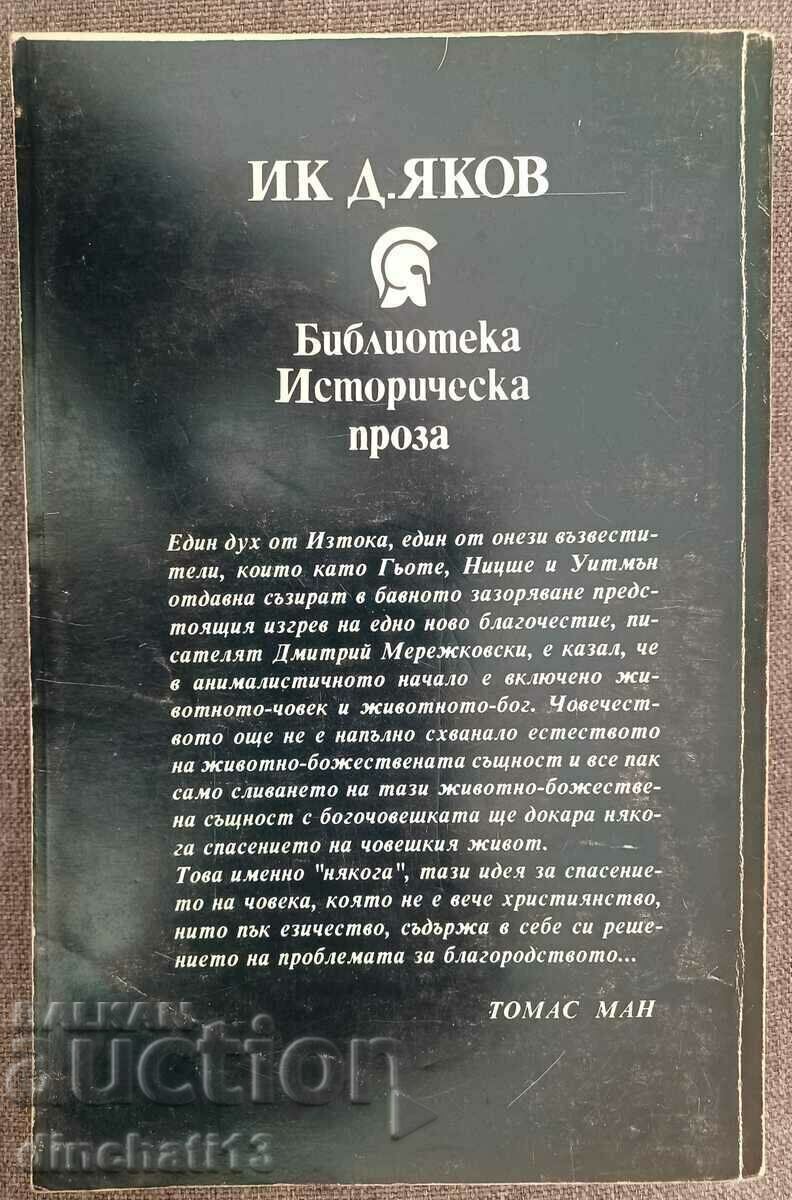 ИК Д.ЯКОВ
Библиотека
Историческа
проза
Един дух от Изтока, един от онези възвести-
тели, които като Гьоте, Ницше и Уитмън
отдавна съзират в бавното зазоряване предс-
тоящия изгрев на едно ново благочестие, пи-
сателят Дмитрий Мережковски, е казал, че
в анималистичното начало е включено жи-
вотното-човек и животното-бог. Човечест-
вото още не е напълно схванало естеството
на животно-божествената същност и все пак
само сливането на тази животно-божестве-
на същност с богочовешката ще докара няко-
га спасението на човешкия живот.
Това именно "някога", тази идея за спасение-
то на човека, която не е вече християнство,
нито пък езичество, съдържа в себе си реше-
нието на проблемата за благородството...
ТОМАС МАН
BALKAN
auction
dinchati13